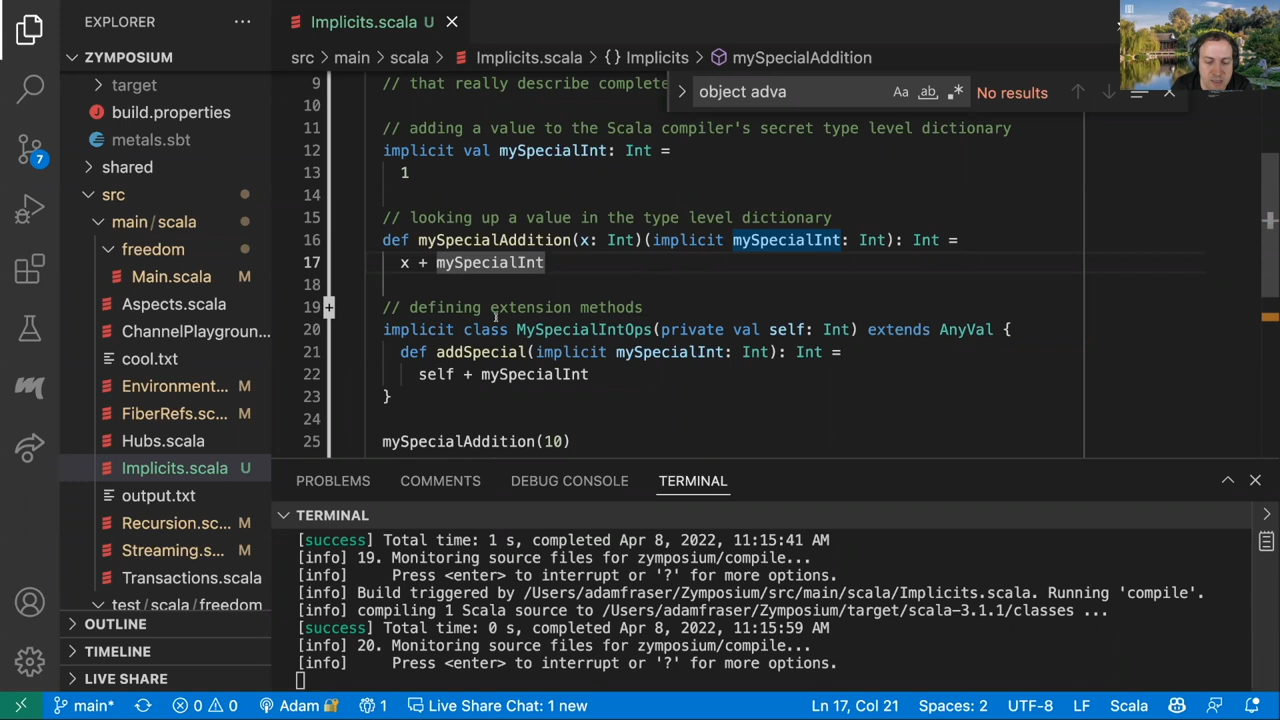 EXPLORER
Implicits.scala U
ZYMPOSIUM
src > main > scala > Implicits.scala > {} Implicits > mySpecialAddition
object adva
Aa
ab
No results
target
build.properties
metals.sbt
shared
src
main / scala
freedom
Main.scala
Aspects.scala
ChannelPlaygroun...
cool.txt
Environment... M
FiberRefs.sc... M
Hubs.scala
Implicits.scala U
output.txt
Recursion.sc... M
Streaming.s... M
Transactions.scala
test/scala/freedom
OUTLINE
TIMELINE
LIVE SHARE
7
9 // that really describe complete
10
11 // adding a value to the Scala compiler's secret type level dictionary
12 implicit val mySpecialInt: Int =
13 1
14
15 // looking up a value in the type level dictionary
16 def mySpecialAddition(x: Int)(implicit mySpecialInt: Int): Int =
17 x + mySpecialInt
18
19 // defining extension methods
20 implicit class MySpecialIntOps(private val self: Int) extends AnyVal {
21 def addSpecial(implicit mySpecialInt: Int): Int =
22 self + mySpecialInt
23 }
24
25 mySpecialAddition(10)
PROBLEMS COMMENTS DEBUG CONSOLE TERMINAL
TERMINAL
[success] Total time: 1 s, completed Apr 8, 2022, 11:15:41 AM
[info] 19. Monitoring source files for zymposium/compile...
[info] Press <enter> to interrupt or '?' for more options.
[info] Build triggered by /Users/adamfraser/Zymposium/src/main/scala/Implicits.scala. Running 'compile'.
[info] compiling 1 Scala source to /Users/adamfraser/Zymposium/target/scala-3.1.1/classes ...
[success] Total time: 0 s, completed Apr 8, 2022, 11:15:59 AM
[info] 20. Monitoring source files for zymposium/compile...
[info] Press <enter> to interrupt or '?' for more options.
main* 0 0 Adam 1 Live Share Chat: 1 new Ln 17, Col 21 Spaces: 2 UTF-8 LF Scala